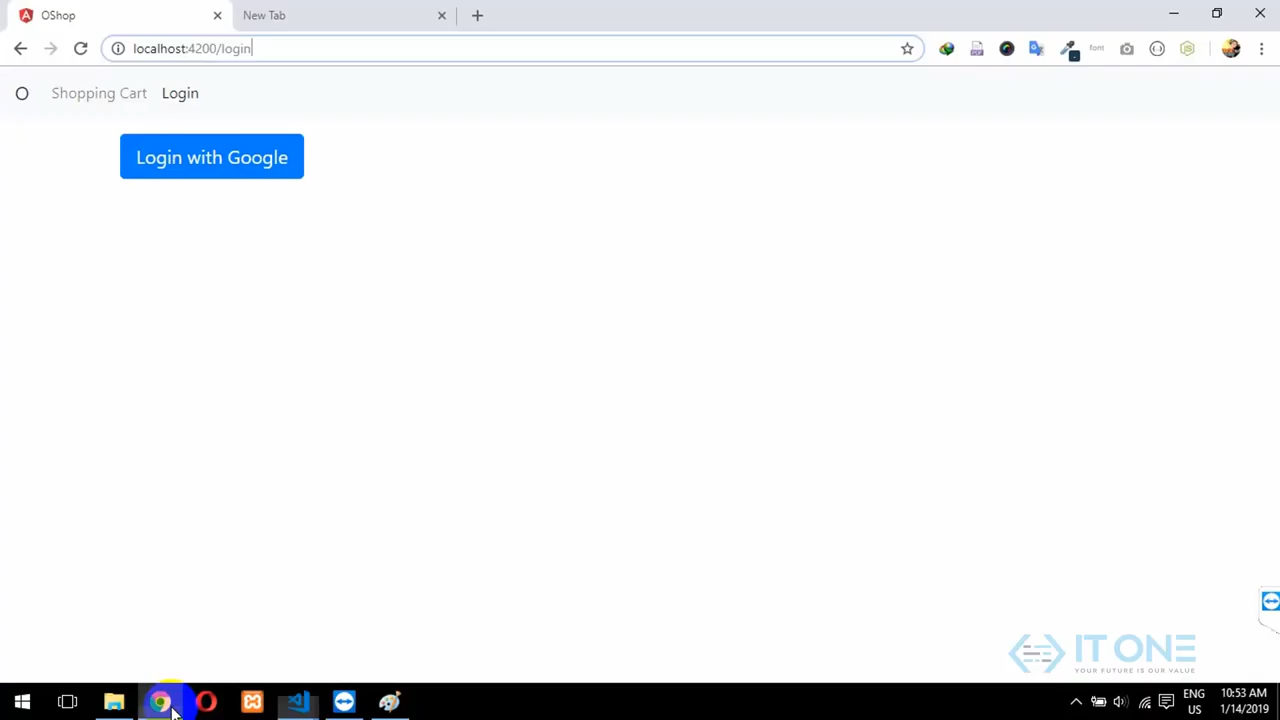 OShop
New Tab
localhost:4200/login
font
O Shopping Cart Login
Login with Google
IT ONE
YOUR FUTURE IS OUR VALUE
ENG
US
10:53 AM
1/14/2019